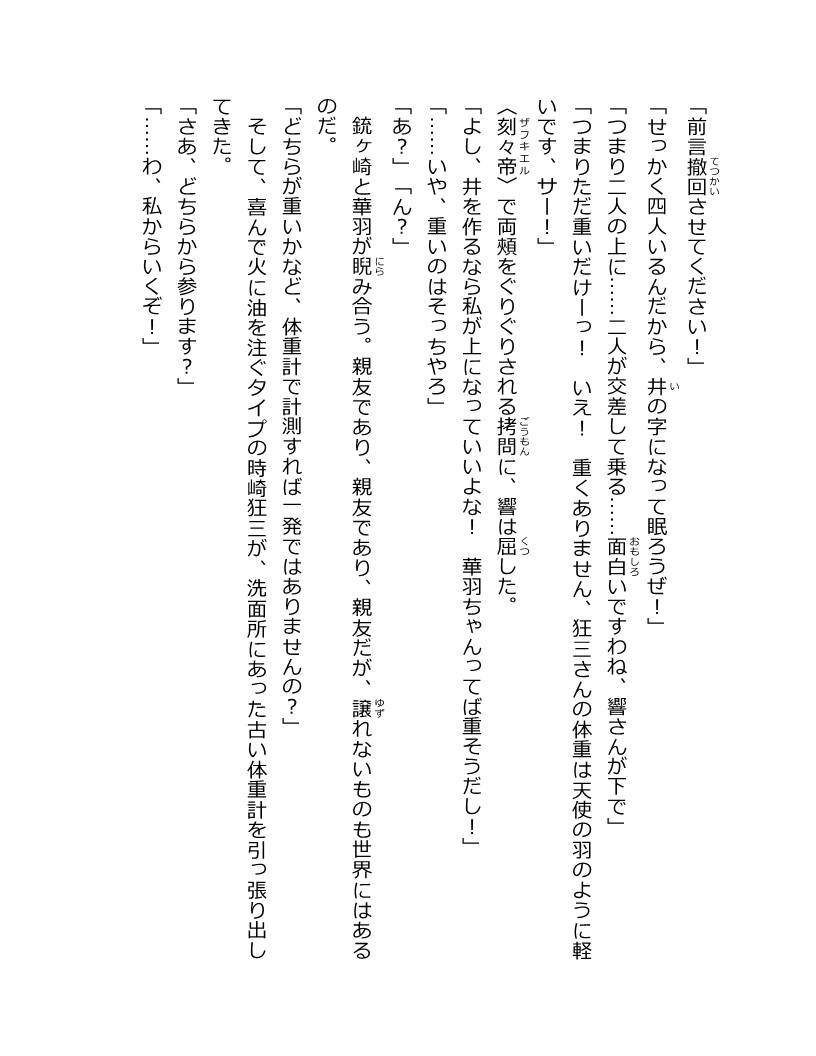 「前言撤回させてください！」
「せっかく四人いるんだから、井の字になって眠ろうぜ！」
「つまり二人の上に……二人が交差して乗る……面白いですわね、響さんが下で」
「つまりただ重いだけーっ！　いえ！　重くありません、狂三さんの体重は天使の羽のように軽
いです、サー！」
〈刻々帝〉で両頰をぐりぐりされる拷問に、響は屈した。
「よし、井を作るなら私が上になっていいよな！　華羽ちゃんってば重そうだし！」
「……いや、重いのはそっちやろ」
「あ？」「ん？」
　銃ヶ崎と華羽が睨み合う。親友であり、親友であり、親友だが、譲れないものも世界にはある
のだ。
「どちらが重いかなど、体重計で計測すれば一発ではありませんの？」
　そして、喜んで火に油を注ぐタイプの時崎狂三が、洗面所にあった古い体重計を引っ張り出し
てきた。
「さあ、どちらから参ります？」
「……わ、私からいくぞ！」